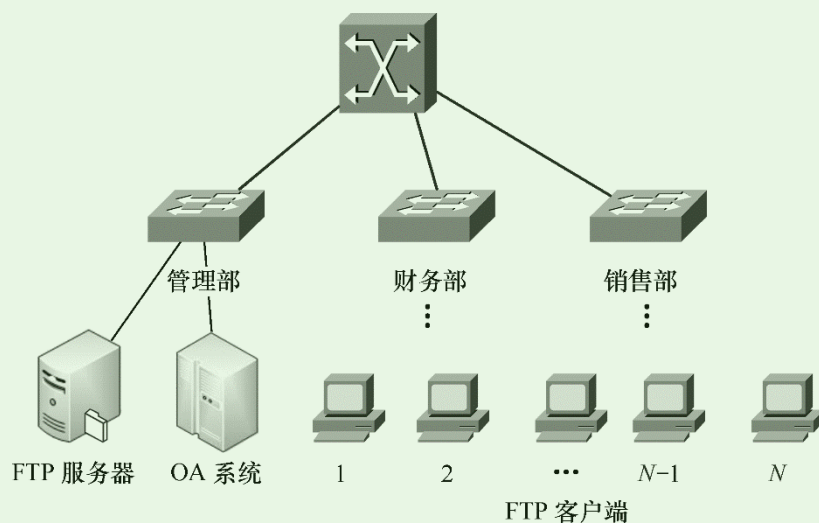 管理部
财务部
销售部
⋮
⋮
FTP 服务器
OA 系统
1
2
···
N-1
N
FTP 客户端